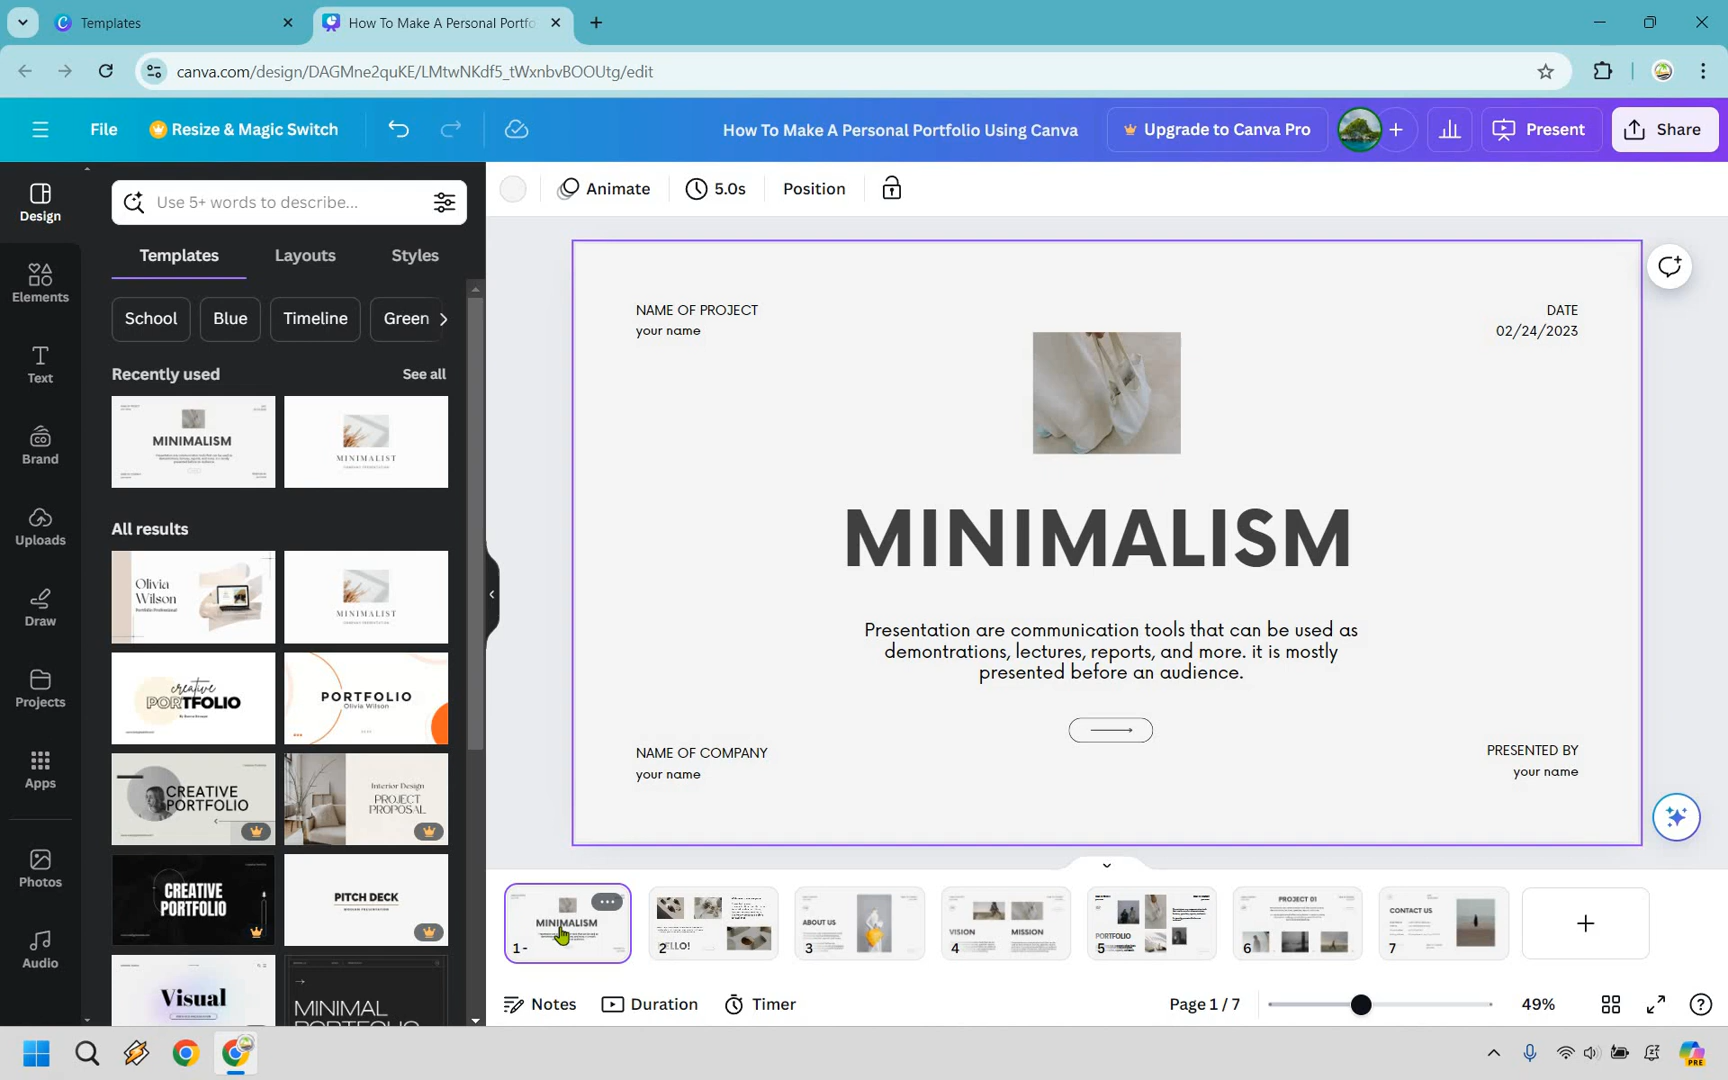 Templates
How To Make A Personal Portfo
canva.com/design/DAGMne2quKE/LMtwNKdf5_tWxnbvBOOUtg/edit
File
Resize & Magic Switch
How To Make A Personal Portfolio Using Canva
Upgrade to Canva Pro
Present
Share
Design
Elements
Text
Brand
Uploads
Draw
Projects
Apps
Photos
Audio
Use 5+ words to describe...
Templates
Layouts
Styles
School
Blue
Timeline
Green
Recently used
See all
MINIMALISM
MINIMALIST
All results
Olivia
Wilson
MINIMALIST
creative
PORTFOLIO
PORTFOLIO
Olivia Wilson
CREATIVE
PORTFOLIO
Interior Design
PROJECT
PROPOSAL
CREATIVE
PORTFOLIO
PITCH DECK
Visual
MINIMAL
PORTFOLIO
Animate
5.0s
Position
NAME OF PROJECT
your name
DATE
02/24/2023
MINIMALISM
Presentation are communication tools that can be used as
demontrations, lectures, reports, and more. it is mostly
presented before an audience.
NAME OF COMPANY
your name
PRESENTED BY
your name
MINIMALISM
1 -
HELLO!
2
ABOUT US
3
VISION
MISSION
4
PORTFOLIO
5
PROJECT 01
6
CONTACT US
7
Notes
Duration
Timer
Page 1 / 7
49%
PRE